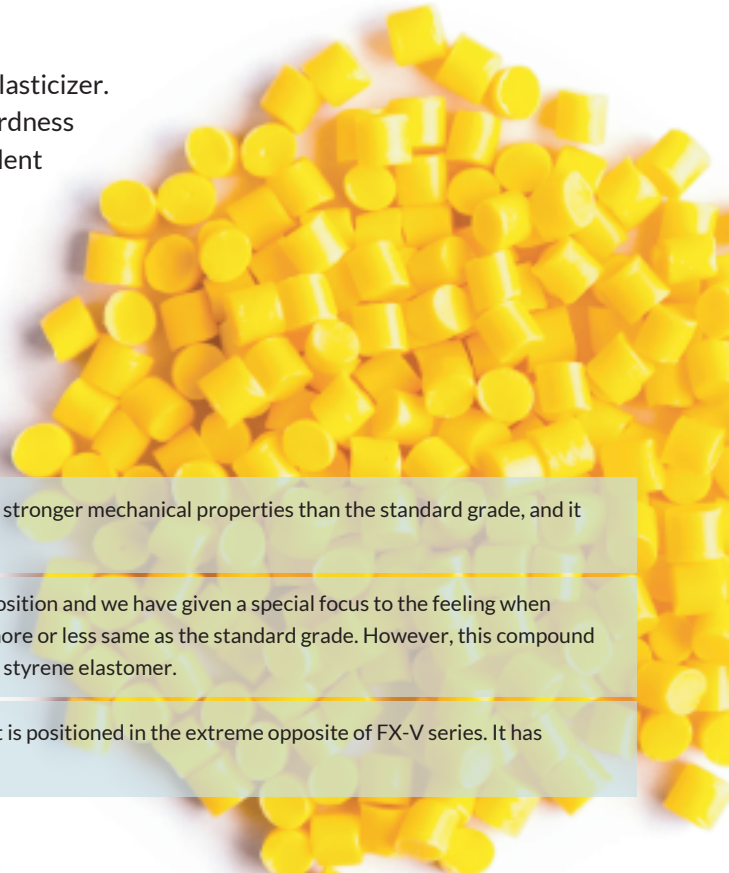 lasticizer.
rdness
lent
stronger mechanical properties than the standard grade, and it
osition and we have given a special focus to the feeling when
nore or less same as the standard grade. However, this compound
styrene elastomer.
t is positioned in the extreme opposite of FX-V series. It has